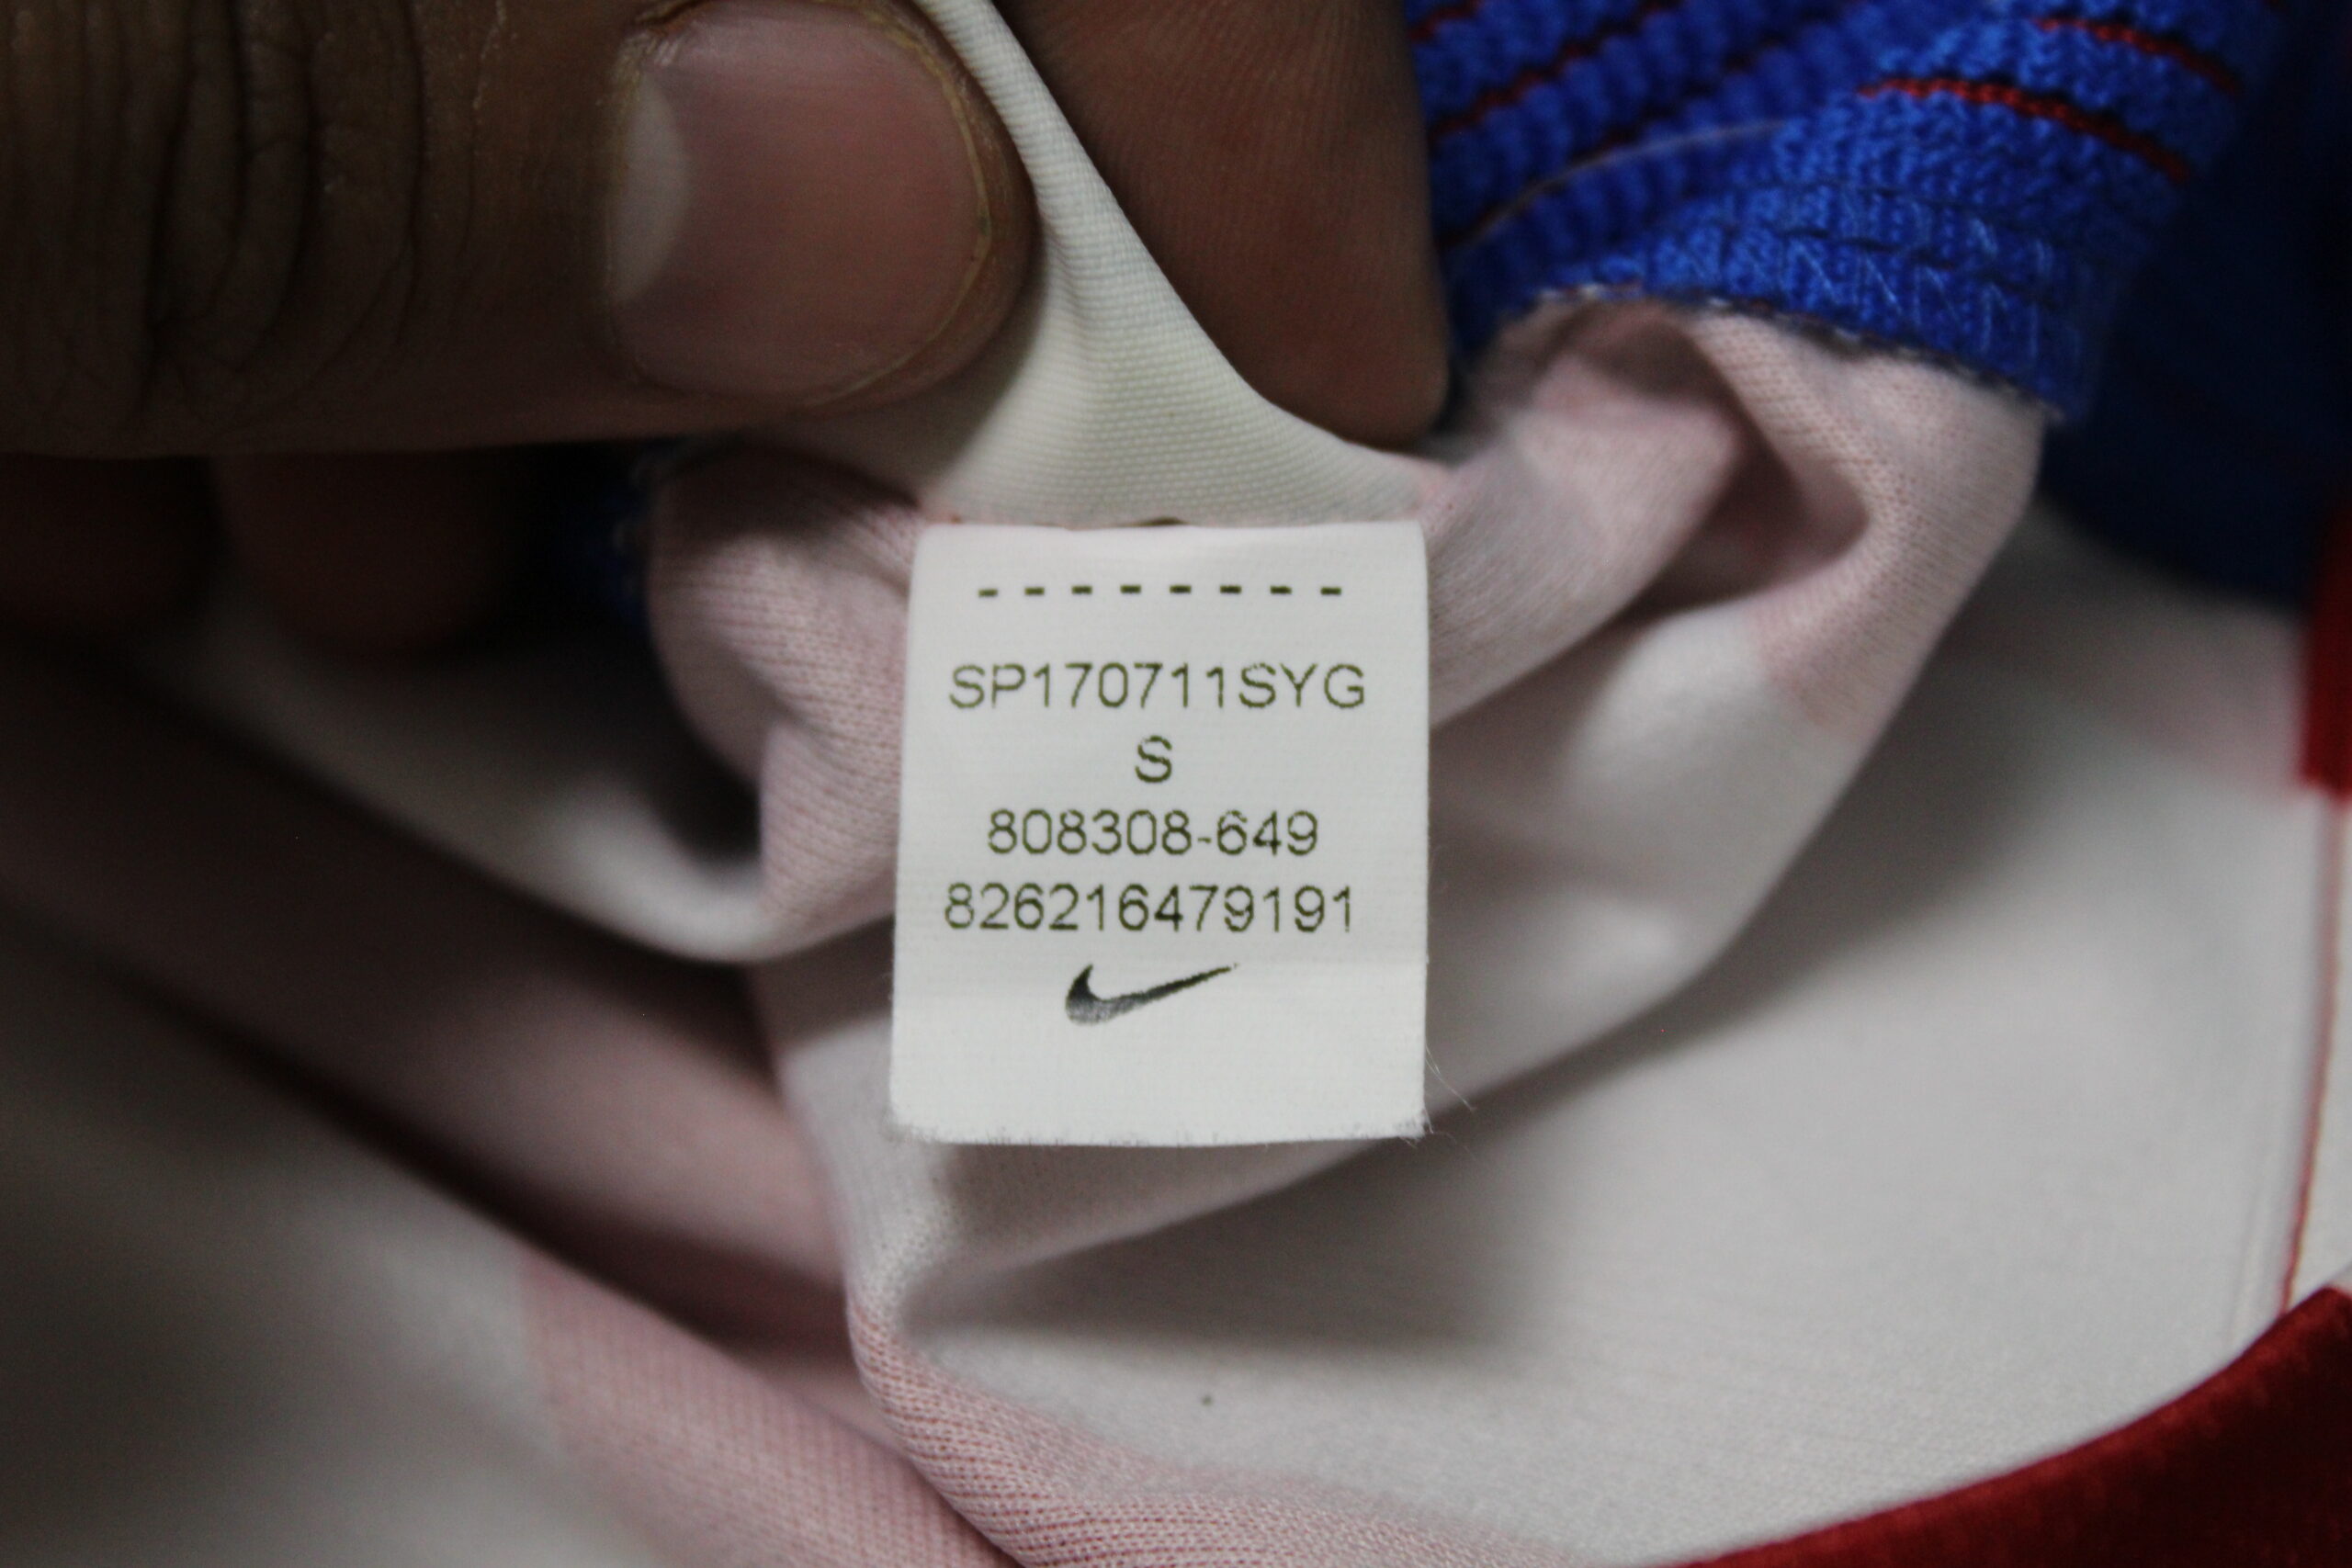 - - - - - - - -
SP170711SYG
S
808308-649
826216479191